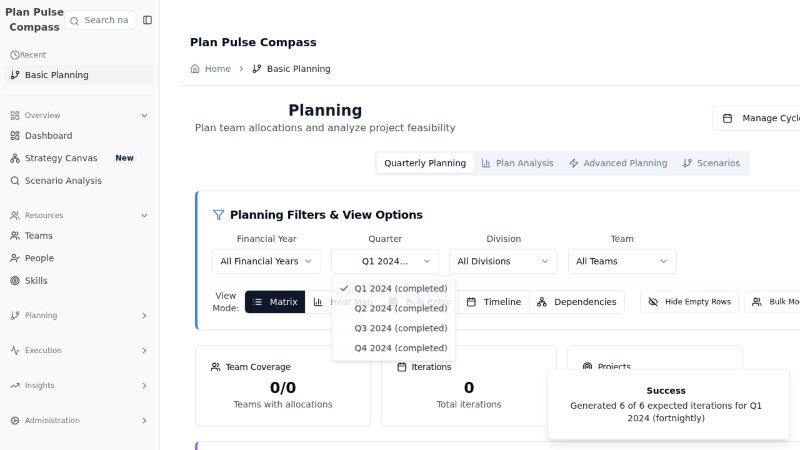 Plan Pulse
Compass
Search na
Recent
Basic Planning
Overview
Dashboard
Strategy Canvas New
Scenario Analysis
Resources
Teams
People
Skills
Planning
Execution
Insights
Administration
Plan Pulse Compass
Home > Basic Planning
Planning
Plan team allocations and analyze project feasibility
Manage Cycle
Quarterly Planning Plan Analysis Advanced Planning Scenarios
Planning Filters & View Options
Financial Year Quarter Division Team
All Financial Years Q1 2024... All Divisions All Teams
Q1 2024 (completed)
Q2 2024 (completed)
Q3 2024 (completed)
Q4 2024 (completed)
View
Mode:
Matrix Heat Map Bulk Entry Timeline Dependencies Hide Empty Rows Bulk Mo
Team Coverage
0/0
Teams with allocations
Iterations
0
Total iterations
Projects
Success
Generated 6 of 6 expected iterations for Q1
2024 (fortnightly)